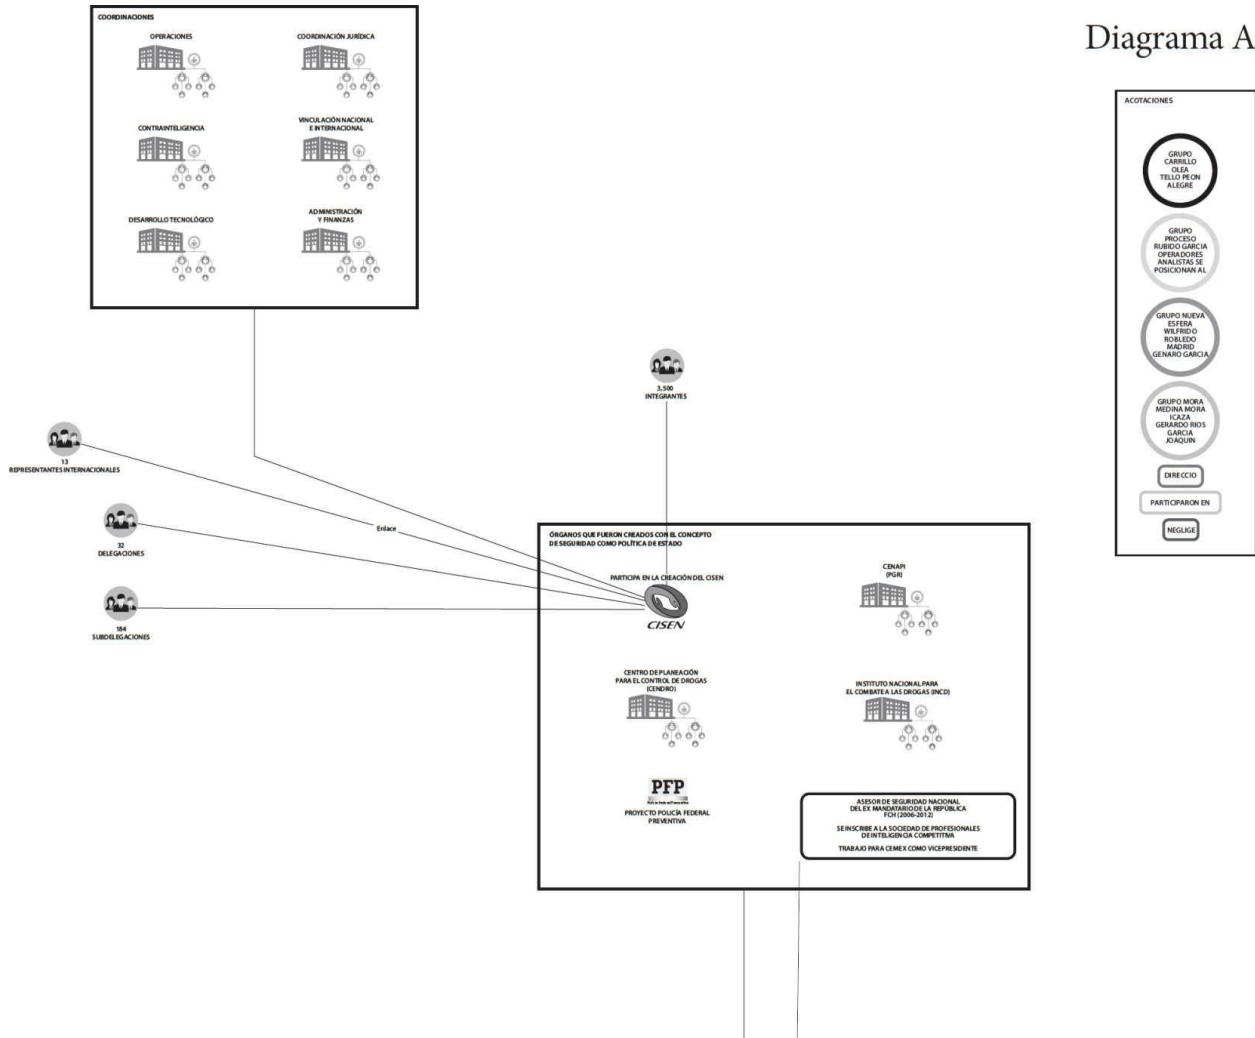 Diagrama A
COORDINACIONES
OPERACIONES
COORDINACIÓN JURÍDICA
CONTRAINTELIGENCIA
VINCULACIÓN NACIONAL
E INTERNACIONAL
DESARROLLO TECNOLÓGICO
ADMINISTRACIÓN
Y FINANZAS
3,500
INTEGRANTES
13
REPRESENTANTES INTERNACIONALES
Enlace
32
DELEGACIONES
184
SUBDELEGACIONES
ÓRGANOS QUE FUERON CREADOS CON EL CONCEPTO
DE SEGURIDAD COMO POLÍTICA DE ESTADO
PARTICIPA EN LA CREACIÓN DEL CISEN
CISEN
CENAPI
(PGR)
CENTRO DE PLANEACIÓN
PARA EL CONTROL DE DROGAS
(CENDRO)
INSTITUTO NACIONAL PARA
EL COMBATE A LAS DROGAS (INCD)
PFP
PROYECTO POLICÍA FEDERAL
PREVENTIVA
ASESOR DE SEGURIDAD NACIONAL
DEL EX MANDATARIO DE LA REPÚBLICA
FCH (2006-2012)
SE INSCRIBE A LA SOCIEDAD DE PROFESIONALES
DE INTELIGENCIA COMPETITIVA
TRABAJO PARA CEMEX COMO VICEPRESIDENTE
ACOTACIONES
GRUPO
CARRILLO
OLEA
TELLO PEON
ALEGRE
GRUPO
PROCESO
RUBIDO GARCIA
OPERADORES
ANALISTAS SE
POSICIONAN AL
GRUPO NUEVA
ESFERA
WILFRIDO
ROBLEDO
MADRID
GENARO GARCIA
GRUPO MORA
MEDINA MORA
ICAZA
GERARDO RIOS
GARCIA
JOAQUIN
DIRECCIO
PARTICIPARON EN
NEGLIGE